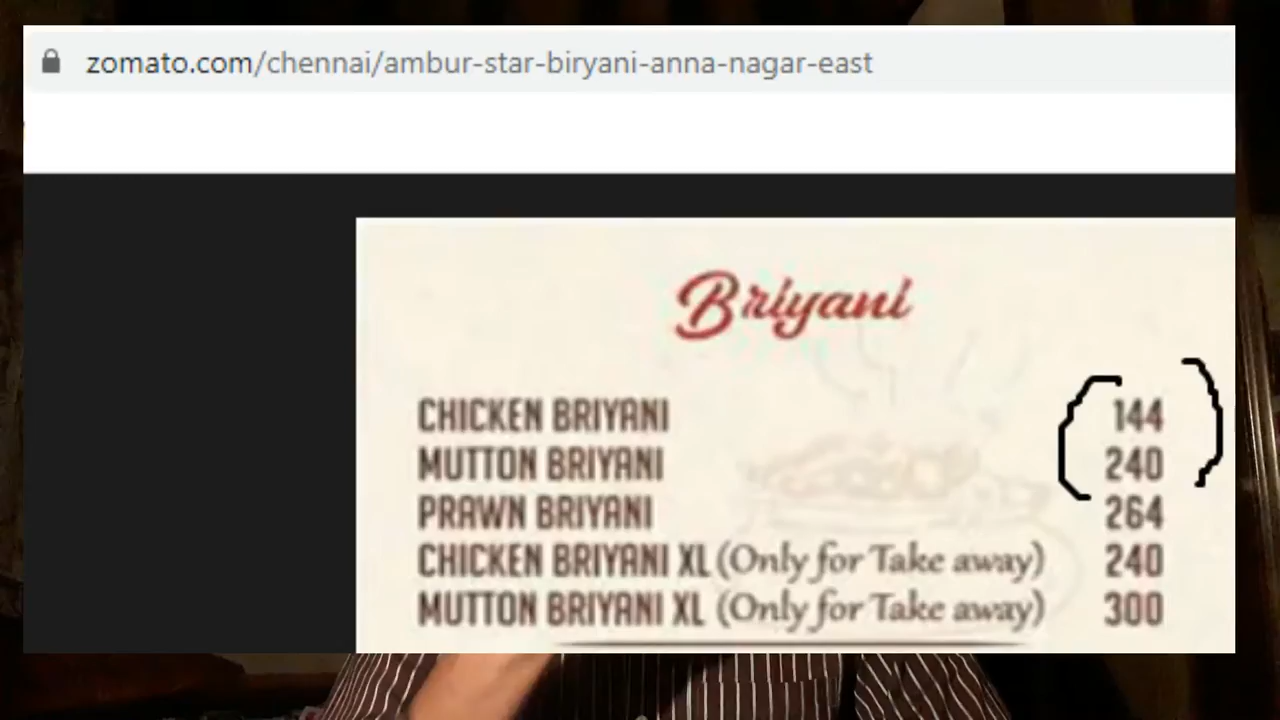 zomato.com/chennai/ambur-star-biryani-anna-nagar-east
Briyani
CHICKEN BRIYANI 144
MUTTON BRIYANI 240
PRAWN BRIYANI 264
CHICKEN BRIYANI XL (Only for Take away) 240
MUTTON BRIYANI XL (Only for Take away) 300